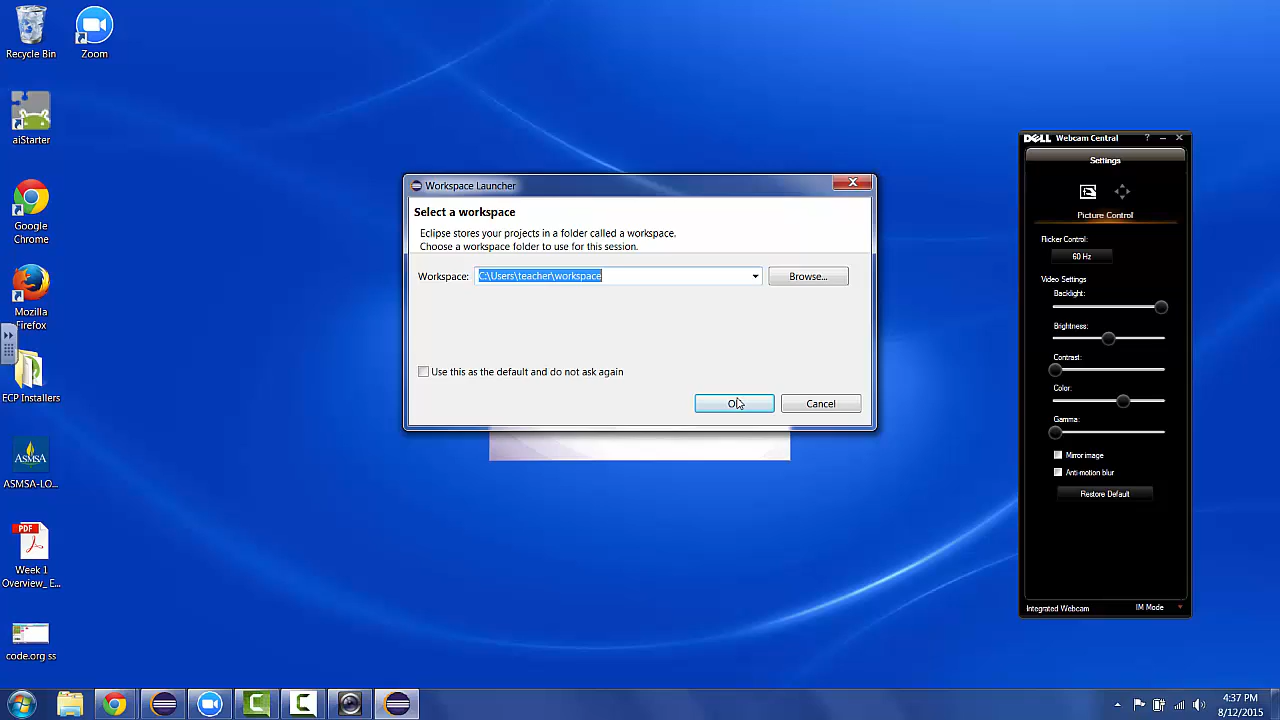 Recycle Bin
Zoom
aiStarter
Google
Chrome
Mozilla
Firefox
ECP Installers
ASMSA
ASMSA-LO...
PDF
Week 1
Overview_ E...
code.org ss
Workspace Launcher
Select a workspace
Eclipse stores your projects in a folder called a workspace.
Choose a workspace folder to use for this session.
Workspace: C:\Users\teacher\workspace Browse...
Use this as the default and do not ask again
Cancel
DELL Webcam Central ?
Settings
Picture Control
Flicker Control:
60 Hz
Video Settings
Backlight:
Brightness:
Contrast:
Color:
Gamma:
Mirror image
Anti-motion blur
Restore Default
Integrated Webcam IM Mode
4:37 PM
8/12/2015